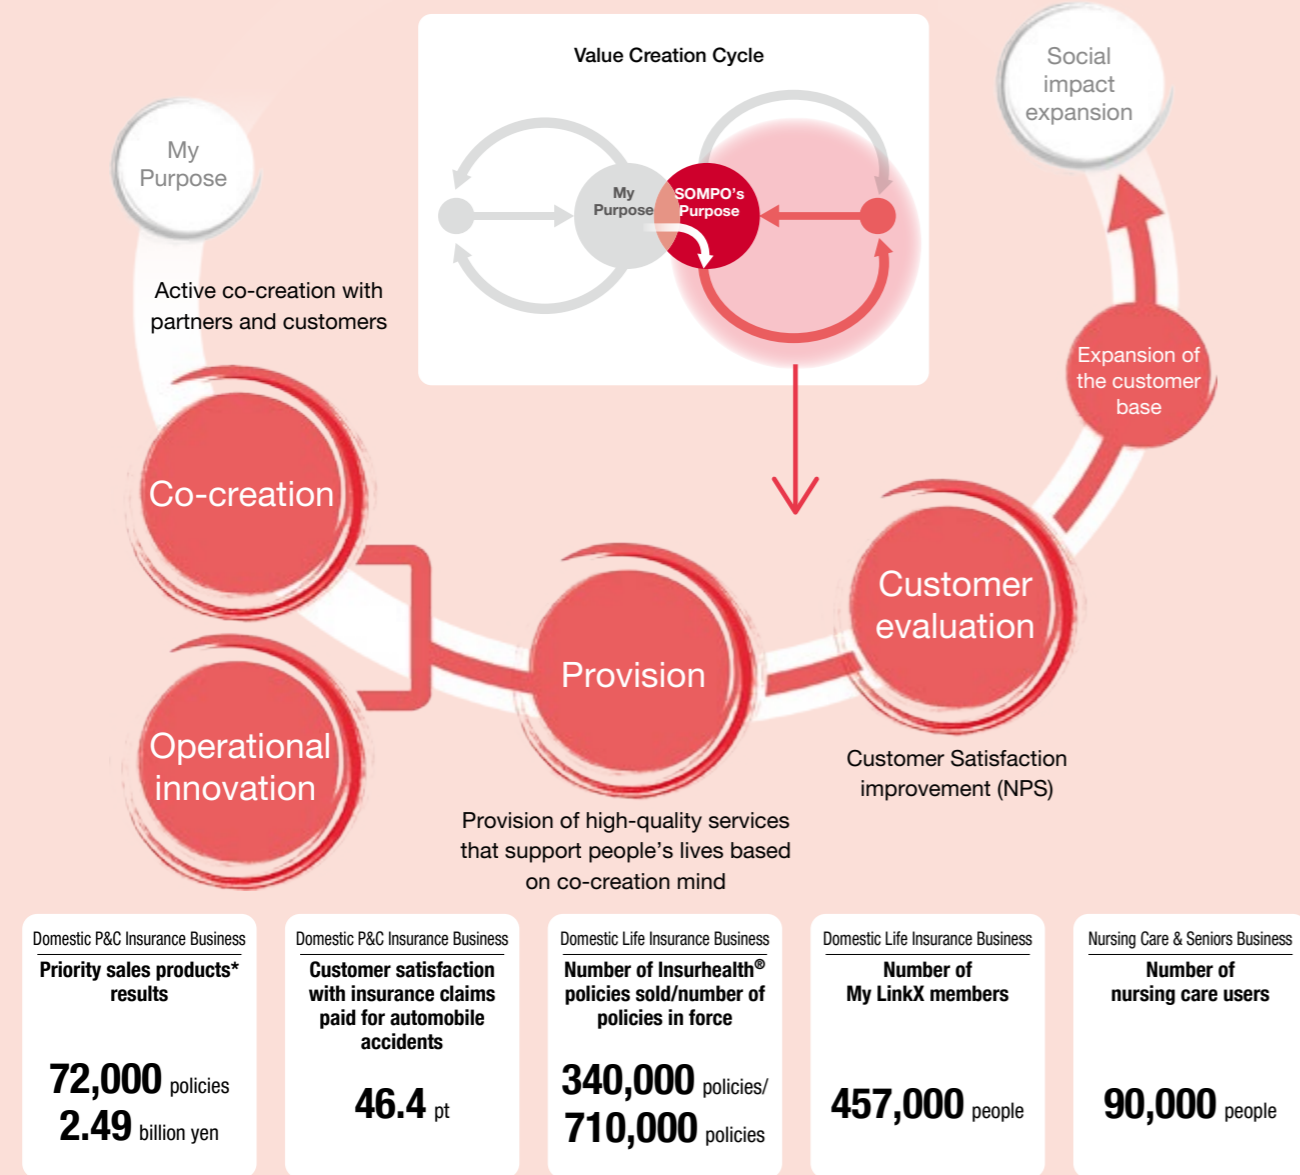 Value Creation Cycle
My
Purpose
SOMPO's
Purpose
Social
impact
expansion
My
Purpose
Active co-creation with
partners and customers
Expansion of
the customer
base
Co-creation
Operational
innovation
Provision
Provision of high-quality services
that support people's lives based
on co-creation mind
Customer
evaluation
Customer Satisfaction
improvement (NPS)
Domestic P&C Insurance Business
Priority sales products*
results
72,000 policies
2.49 billion yen
Domestic P&C Insurance Business
Customer satisfaction
with insurance claims
paid for automobile
accidents
46.4 pt
Domestic Life Insurance Business
Number of Insurhealth®
policies sold/number of
policies in force
340,000 policies/
710,000 policies
Domestic Life Insurance Business
Number of
My LinkX members
457,000 people
Nursing Care & Seniors Business
Number of
nursing care users
90,000 people